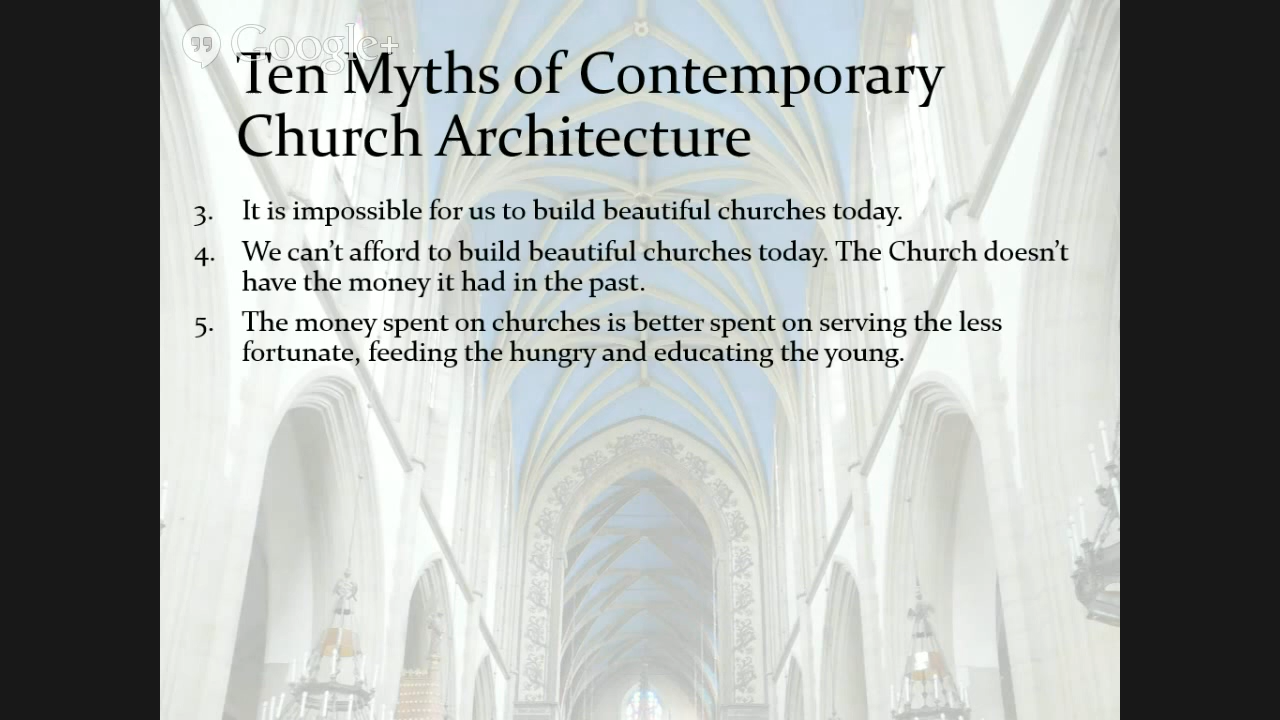 Google+
Ten Myths of Contemporary
Church Architecture
3. It is impossible for us to build beautiful churches today.
4. We can’t afford to build beautiful churches today. The Church doesn’t
have the money it had in the past.
5. The money spent on churches is better spent on serving the less
fortunate, feeding the hungry and educating the young.